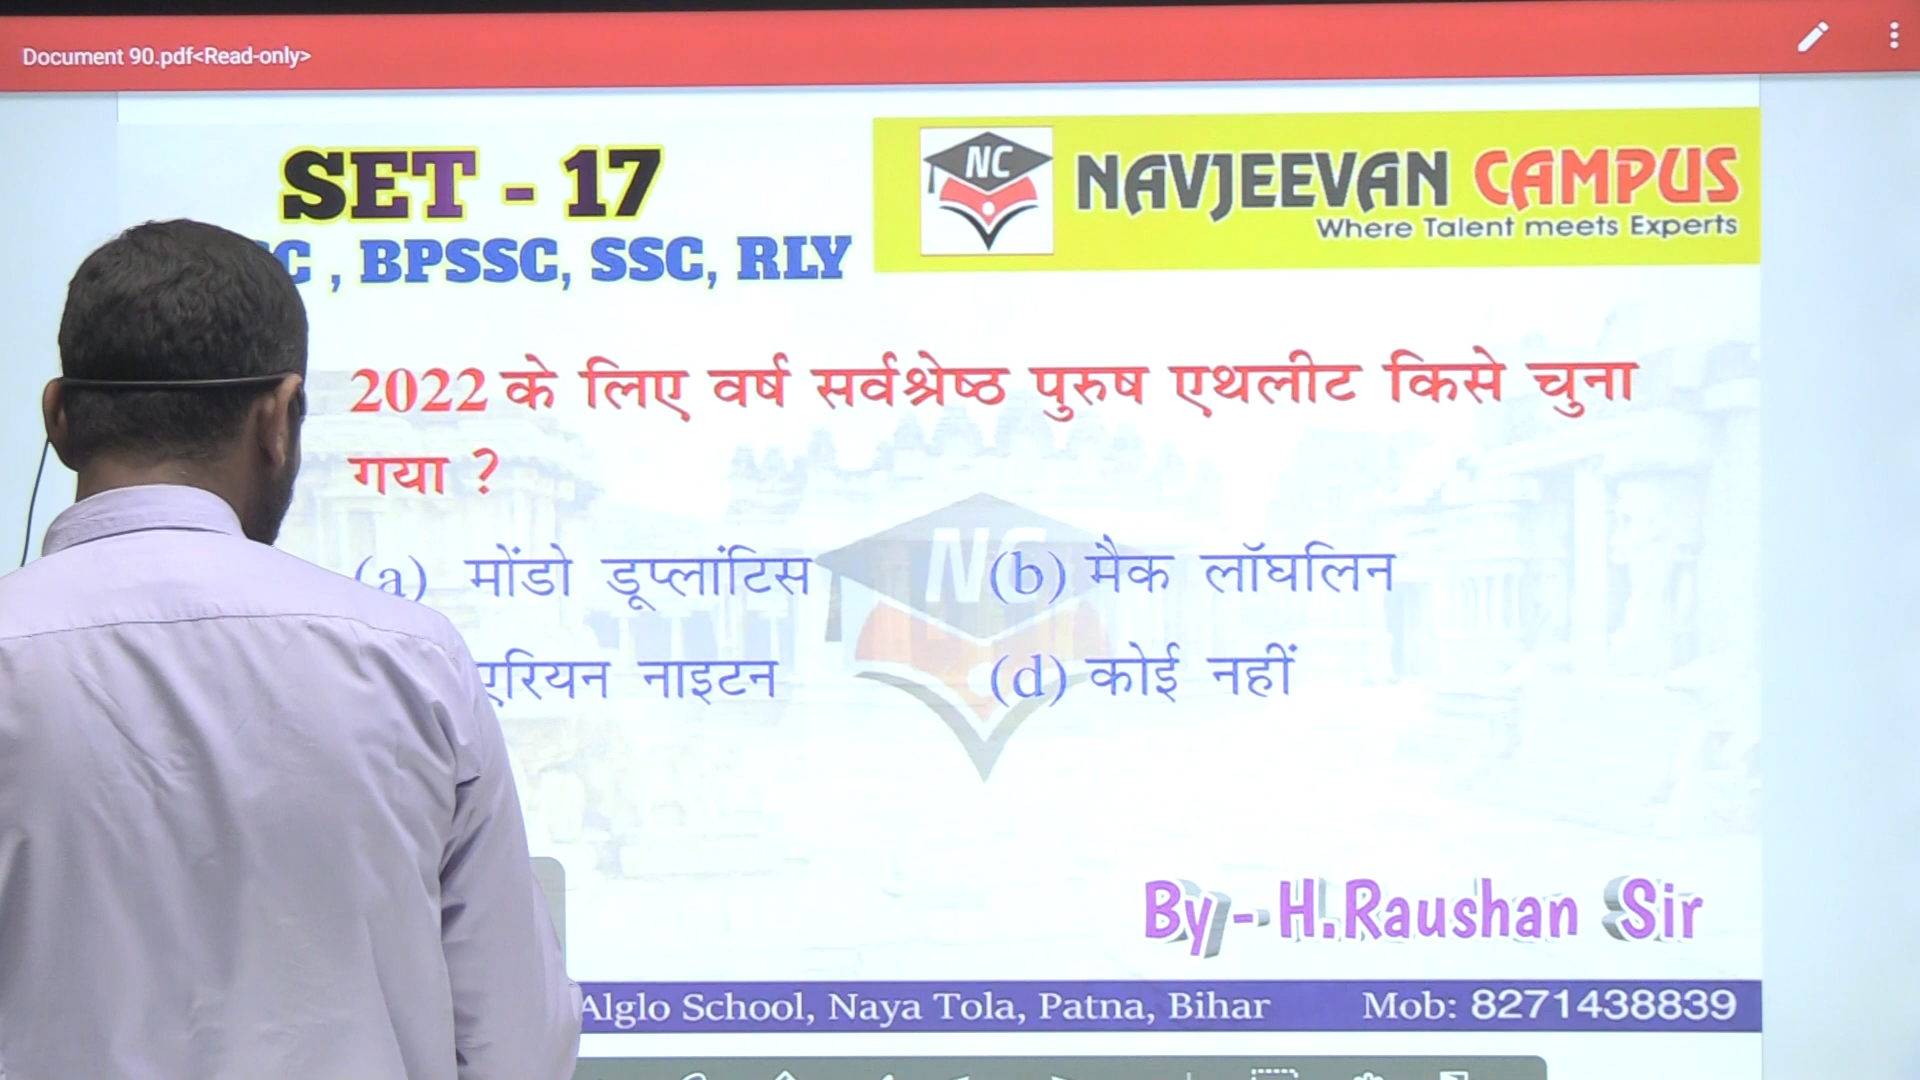 Document 90.pdf<Read-only>
SET - 17
C , BPSSC, SSC, RLY
NC
NAVJEEVAN CAMPUS
Where Talent meets Experts
2022 के लिए वर्ष सर्वश्रेष्ठ पुरुष एथलीट किसे चुना
गया ?
(a) मोंडो डूप्लांटिस
(b) मैक लॉघलिन
एरियन नाइटन
(d) कोई नहीं
NC
By - H.Raushan Sir
Alglo School, Naya Tola, Patna, Bihar
Mob: 8271438839